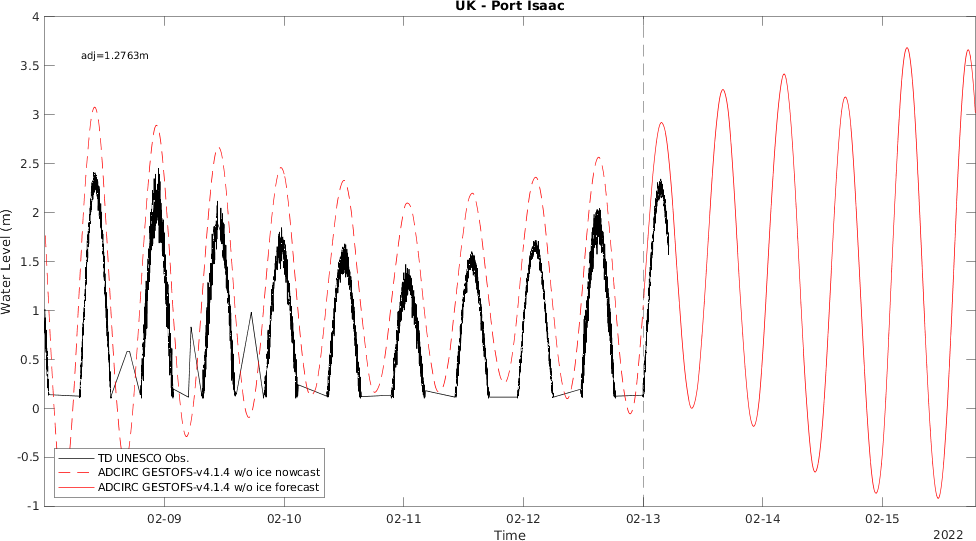 UK - Port Isaac
adj=1.2763m
Water Level (m)
4
3.5
3
2.5
2
1.5
1
0.5
0
-0.5
-1
TD UNESCO Obs.
ADCIRC GESTOFS-v4.1.4 w/o ice nowcast
ADCIRC GESTOFS-v4.1.4 w/o ice forecast
02-09 02-10 02-11 02-12 02-13 02-14 02-15
Time
2022